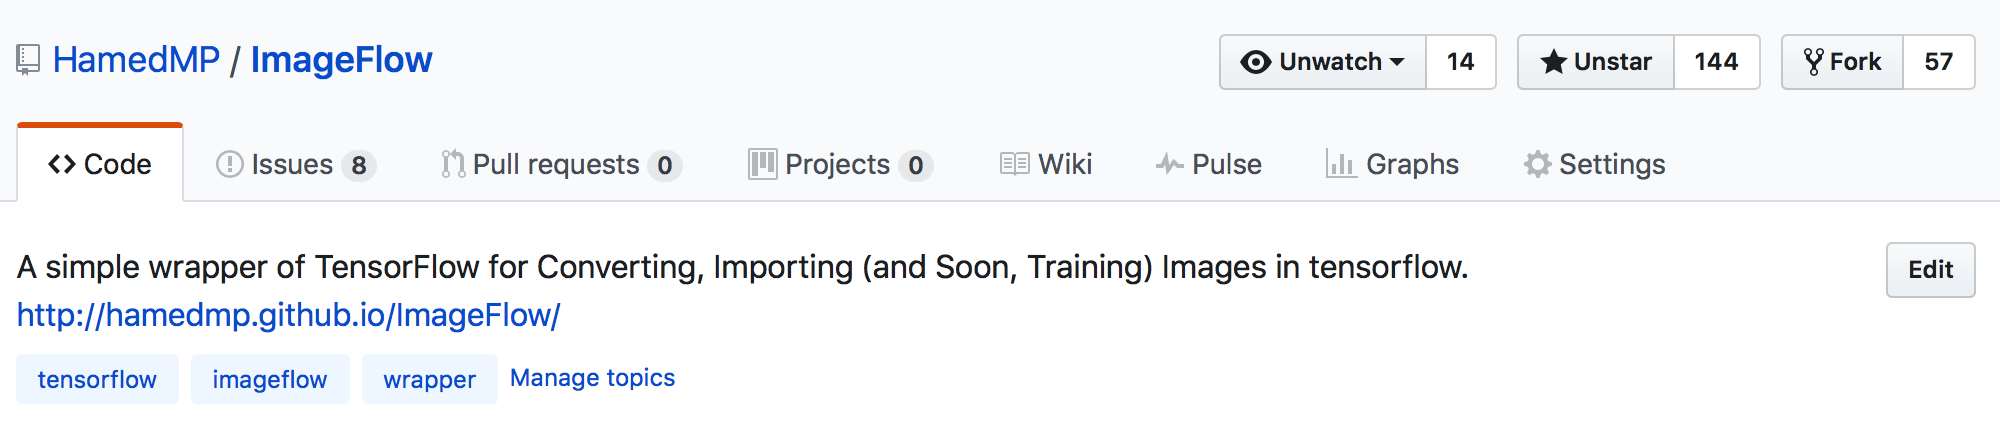 HamedMP / ImageFlow
Unwatch 14 Unstar 144 Fork 57
Code Issues 8 Pull requests 0 Projects 0 Wiki Pulse Graphs Settings
A simple wrapper of TensorFlow for Converting, Importing (and Soon, Training) Images in tensorflow. Edit
http://hamedmp.github.io/ImageFlow/
tensorflow imageflow wrapper Manage topics